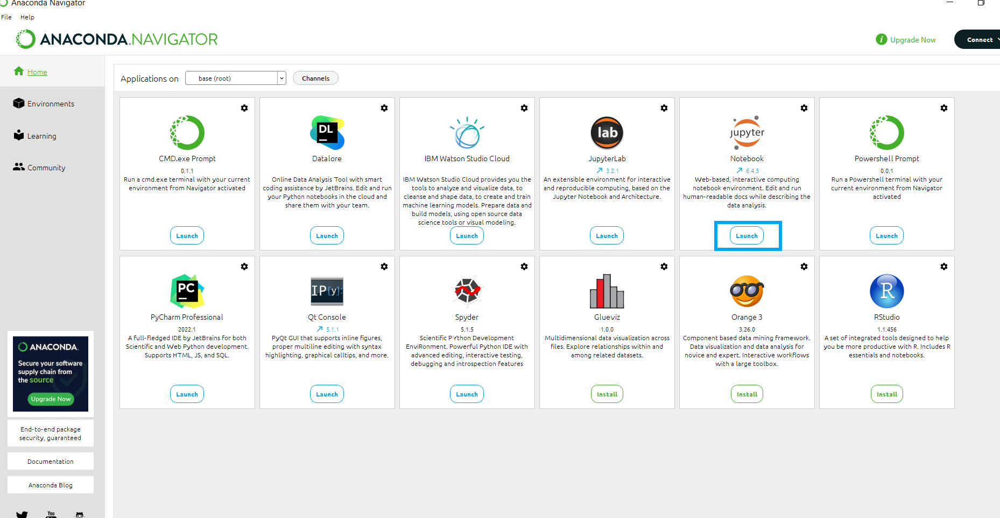 Anaconda Navigator
File Help
ANACONDA.NAVIGATOR
Upgrade Now
Connect
Home
Environments
Learning
Community
Applications on base (root) Channels
CMD.exe Prompt
0.1.1
Run a cmd.exe terminal with your current
environment from Navigator activated
Launch
Datalore
Online Data Analysis Tool with smart
coding assistance by JetBrains. Edit and run
your Python notebooks in the cloud and
share them with your team.
Launch
IBM Watson Studio Cloud
IBM Watson Studio Cloud provides you the
tools to analyze and visualize data, to
cleanse and shape data, to create and train
machine learning models. Prepare data and
build models, using open source data
science tools or visual modeling.
Launch
lab
JupyterLab
3.2.1
An extensible environment for interactive
and reproducible computing, based on the
Jupyter Notebook and Architecture.
Launch
jupyter
Notebook
6.4.5
Web-based, interactive computing
notebook environment. Edit and run
human-readable docs while describing the
data analysis.
Launch
Powershell Prompt
0.0.1
Run a Powershell terminal with your
current environment from Navigator
activated
Launch
PC
PyCharm Professional
2022.1
A full-fledged IDE by JetBrains for both
Scientific and Web Python development.
Supports HTML, JS, and SQL.
Launch
IP[y]:
Qt Console
5.1.1
PyQt GUI that supports inline figures,
proper multiline editing with syntax
highlighting, graphical calltips, and more.
Launch
Spyder
5.1.5
Scientific PYthon Development
EnviRonment. Powerful Python IDE with
advanced editing, interactive testing,
debugging and introspection features
Launch
Glueviz
1.0.0
Multidimensional data visualization across
files. Explore relationships within and
among related datasets.
Install
Orange 3
3.26.0
Component based data mining framework.
Data visualization and data analysis for
novice and expert. Interactive workflows
with a large toolbox.
Install
R
RStudio
1.1.456
A set of integrated tools designed to help
you be more productive with R. Includes R
essentials and notebooks.
Install
DL
ANACONDA.
Secure your software
supply chain from
the source
Upgrade Now
End-to-end package
security, guaranteed
Documentation
Anaconda Blog
You